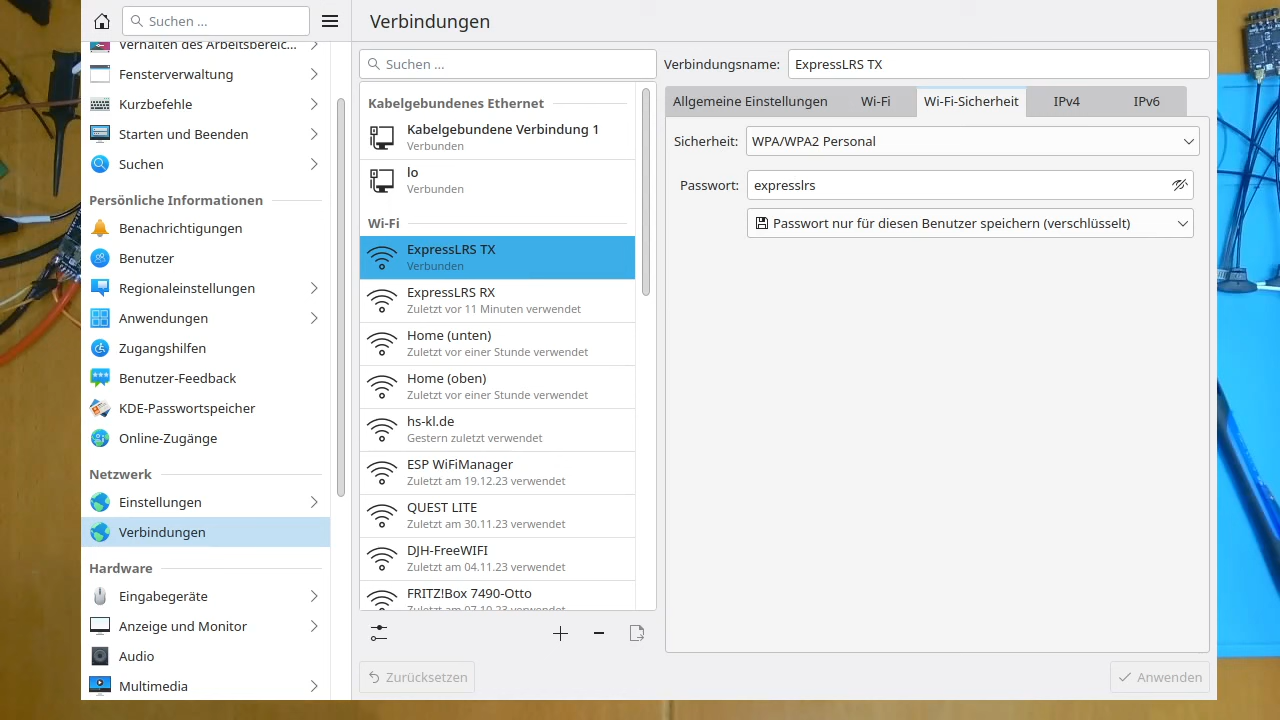 Suchen ...
Verhalten des Arbeitsbereic...
Fensterverwaltung
Kurzbefehle
Starten und Beenden
Suchen
Persönliche Informationen
Benachrichtigungen
Benutzer
Regionaleinstellungen
Anwendungen
Zugangshilfen
Benutzer-Feedback
KDE-Passwortspeicher
Online-Zugänge
Netzwerk
Einstellungen
Verbindungen
Hardware
Eingabegeräte
Anzeige und Monitor
Audio
Multimedia
Verbindungen
Suchen ...
Kabelgebundenes Ethernet
Kabelgebundene Verbindung 1
Verbunden
lo
Verbunden
Wi-Fi
ExpressLRS TX
Verbunden
ExpressLRS RX
Zuletzt vor 11 Minuten verwendet
Home (unten)
Zuletzt vor einer Stunde verwendet
Home (oben)
Zuletzt vor einer Stunde verwendet
hs-kl.de
Gestern zuletzt verwendet
ESP WiFiManager
Zuletzt am 19.12.23 verwendet
QUEST LITE
Zuletzt am 30.11.23 verwendet
DJH-FreeWIFI
Zuletzt am 04.11.23 verwendet
FRITZ!Box 7490-Otto
Zuletzt am 07.10.23 verwendet
Zurücksetzen
Verbindungsname: ExpressLRS TX
Allgemeine Einstellungen Wi-Fi Wi-Fi-Sicherheit IPv4 IPv6
Sicherheit: WPA/WPA2 Personal
Passwort: expresslrs
Passwort nur für diesen Benutzer speichern (verschlüsselt)
Anwenden